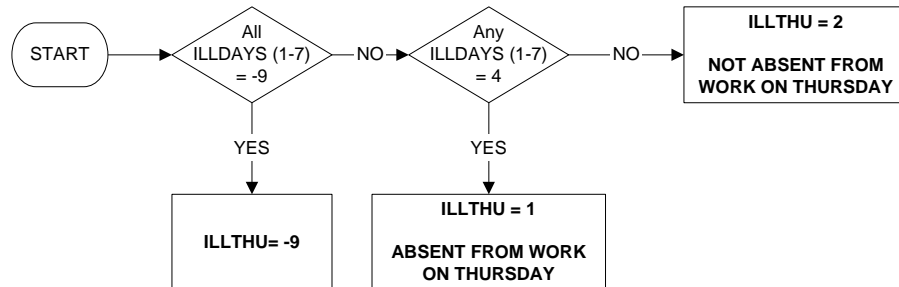 START
All
ILLDAYS (1-7)
= -9
NO
Any
ILLDAYS (1-7)
= 4
NO
ILLTHU = 2
NOT ABSENT FROM
WORK ON THURSDAY
YES
YES
ILLTHU= -9
ILLTHU = 1
ABSENT FROM WORK
ON THURSDAY